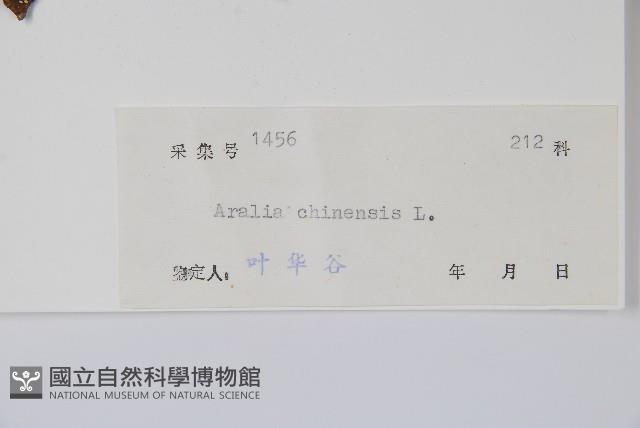 采集号 1456 212 科
Aralia chinensis L.
鉴定人: 叶华谷 年 月 日
國立自然科學博物館
NATIONAL MUSEUM OF NATURAL SCIENCE